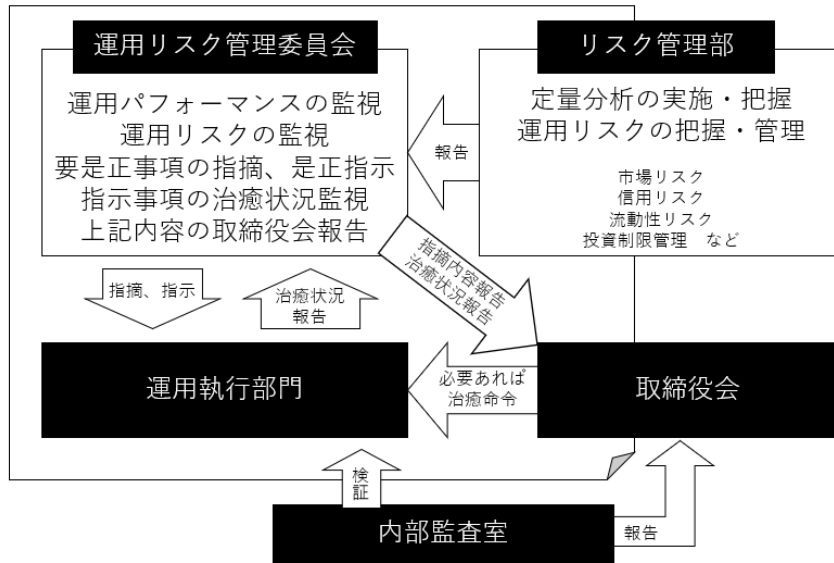 運用リスク管理委員会
運用パフォーマンスの監視
運用リスクの監視
要是正事項の指摘、是正指示
指示事項の治癒状況監視
上記内容の取締役会報告
リスク管理部
定量分析の実施・把握
運用リスクの把握・管理
市場リスク
信用リスク
流動性リスク
投資制限管理　など
報告
指摘、指示
治癒状況
報告
指摘内容報告
治癒状況報告
運用執行部門
必要あれば
治癒命令
取締役会
検証
内部監査室
報告